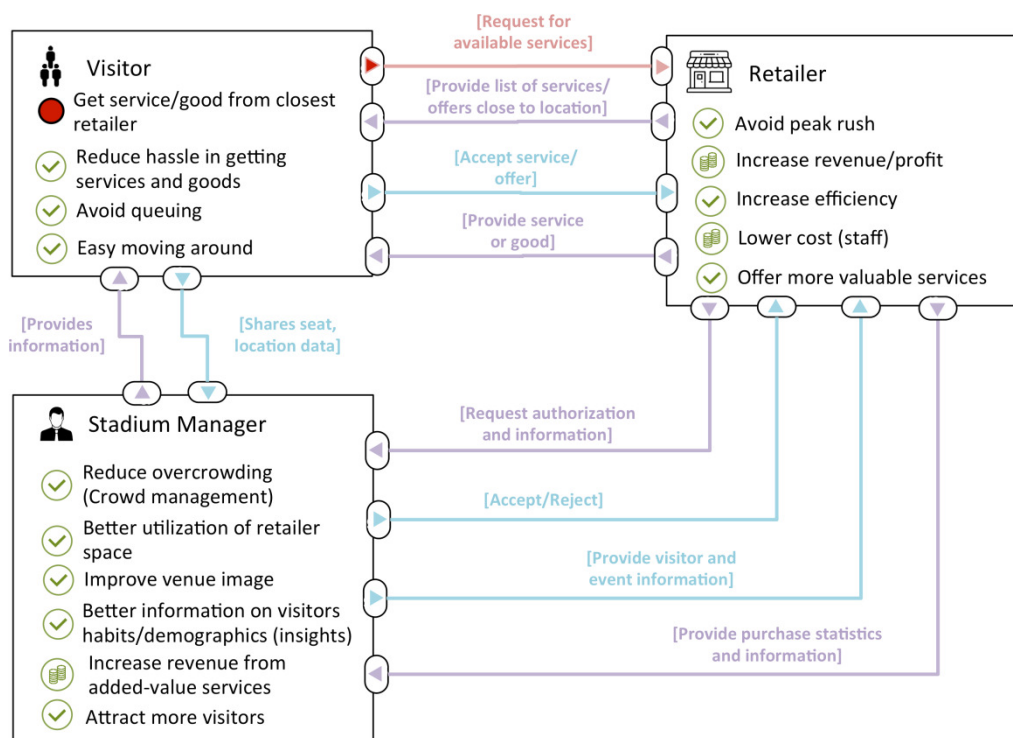 Visitor
Get service/good from closest
retailer
Reduce hassle in getting
services and goods
Avoid queuing
Easy moving around
[Request for
available services]
[Provide list of services/
offers close to location]
[Accept service/
offer]
[Provide service
or good]
Retailer
Avoid peak rush
Increase revenue/profit
Increase efficiency
Lower cost (staff)
Offer more valuable services
[Provides
information]
[Shares seat,
location data]
Stadium Manager
Reduce overcrowding
(Crowd management)
Better utilization of retailer
space
Improve venue image
Better information on visitors
habits/demographics (insights)
Increase revenue from
added-value services
Attract more visitors
[Request authorization
and information]
[Accept/Reject]
[Provide visitor and
event information]
[Provide purchase statistics
and information]